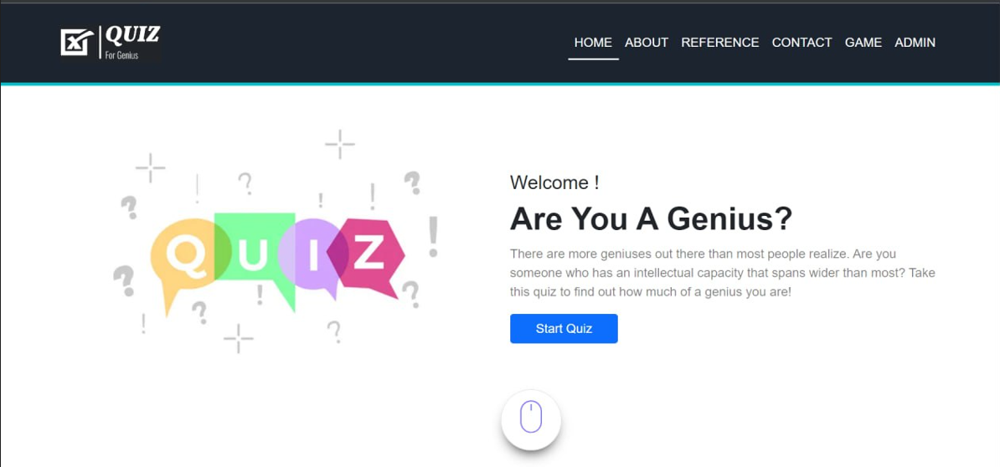 QUIZ
For Genius
HOME ABOUT REFERENCE CONTACT GAME ADMIN
QUIZ
Welcome !
Are You A Genius?
There are more geniuses out there than most people realize. Are you
someone who has an intellectual capacity that spans wider than most? Take
this quiz to find out how much of a genius you are!
Start Quiz